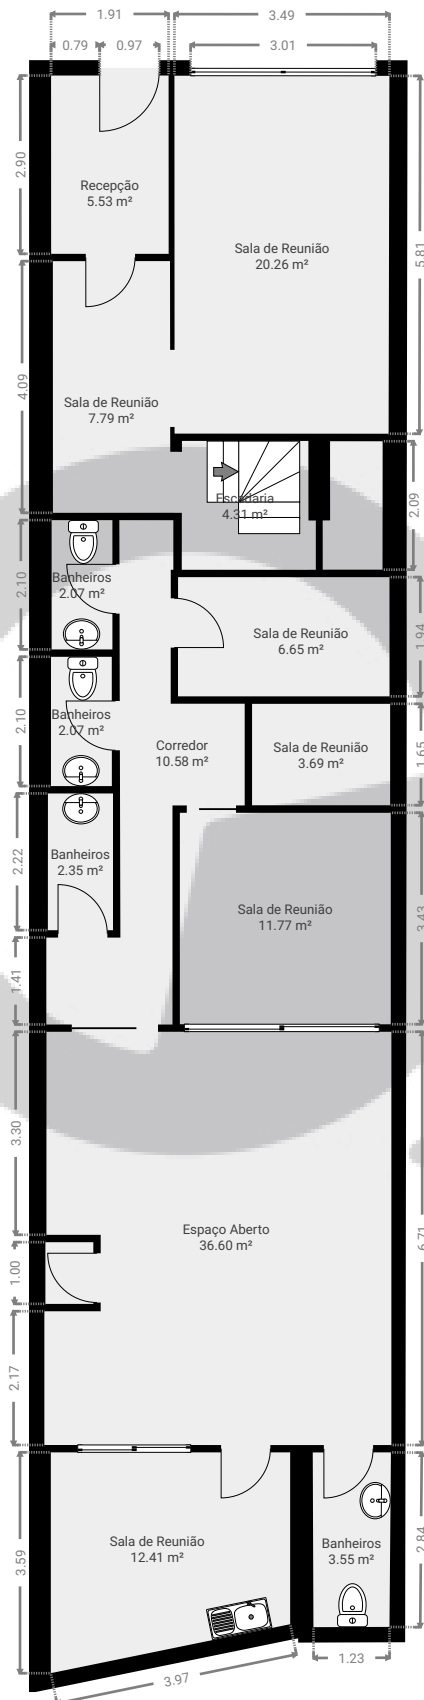 1.91
3.49
0.79
0.97
3.01
2.90
5.81
Recepção
5.53 m²
Sala de Reunião
20.26 m²
4.09
Sala de Reunião
7.79 m²
Escadaria
4.31 m²
2.09
2.10
Banheiros
2.07 m²
Sala de Reunião
6.65 m²
1.94
2.10
Banheiros
2.07 m²
Corredor
10.58 m²
Sala de Reunião
3.69 m²
1.65
2.22
Banheiros
2.35 m²
Sala de Reunião
11.77 m²
3.43
1.41
3.30
Espaço Aberto
36.60 m²
6.71
1.00
2.17
3.59
Sala de Reunião
12.41 m²
Banheiros
3.55 m²
2.84
3.97
1.23